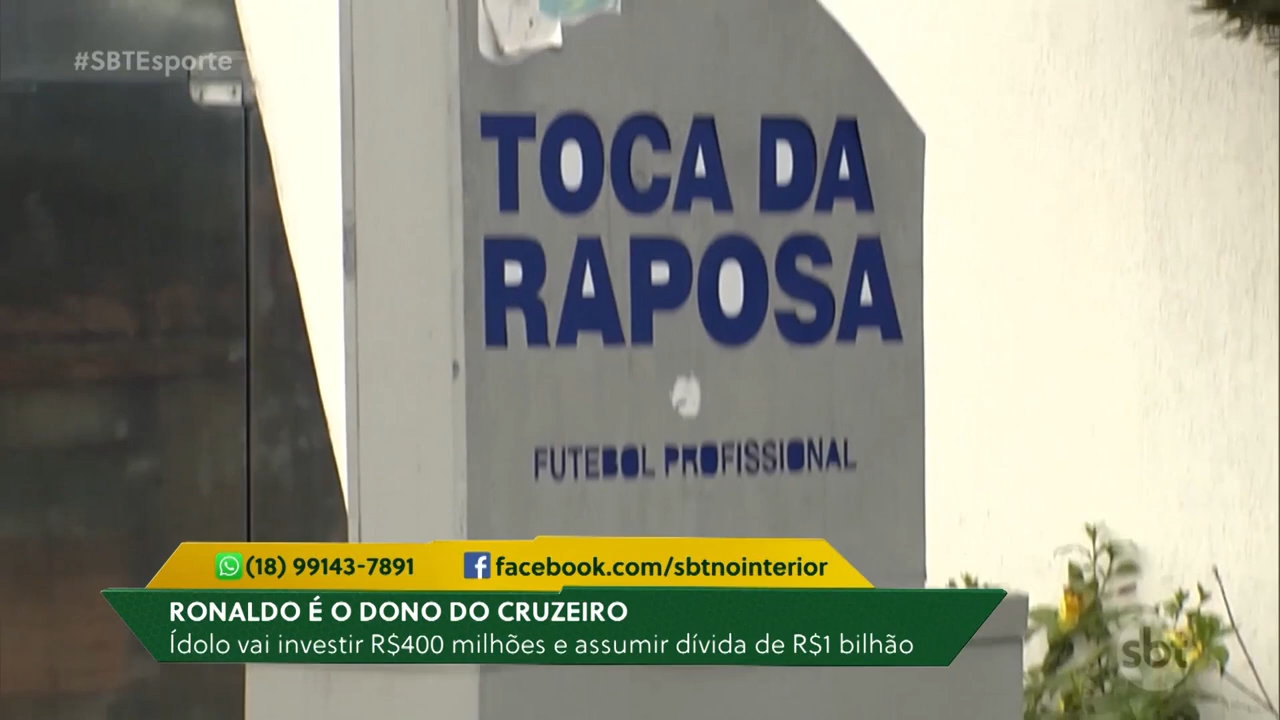 #SBTEsporte
TOCA DA
RAPOSA
FUTEBOL PROFISSIONAL
(18) 99143-7891
facebook.com/sbtnointerior
RONALDO É O DONO DO CRUZEIRO
Ídolo vai investir R$400 milhões e assumir dívida de R$1 bilhão
sbt